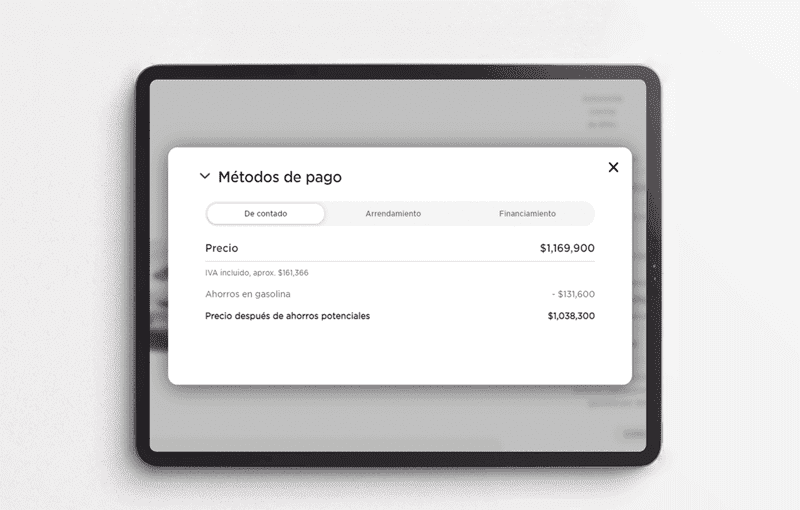 Métodos de pago
De contado Arrendamiento Financiamiento
Precio $1,169,900
IVA incluido, aprox. $161,366
Ahorros en gasolina - $131,600
Precio después de ahorros potenciales $1,038,300